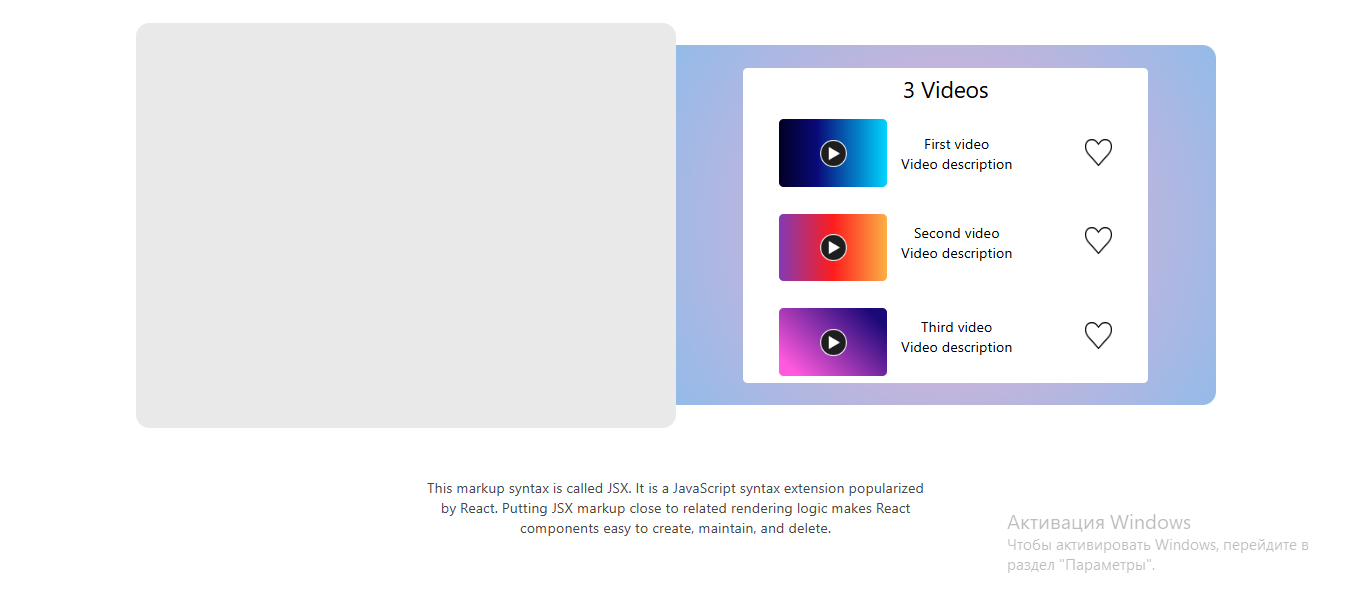 3 Videos
First video
Video description
Second video
Video description
Third video
Video description
This markup syntax is called JSX. It is a JavaScript syntax extension popularized
by React. Putting JSX markup close to related rendering logic makes React
components easy to create, maintain, and delete.
Активация Windows
Чтобы активировать Windows, перейдите в
раздел "Параметры".